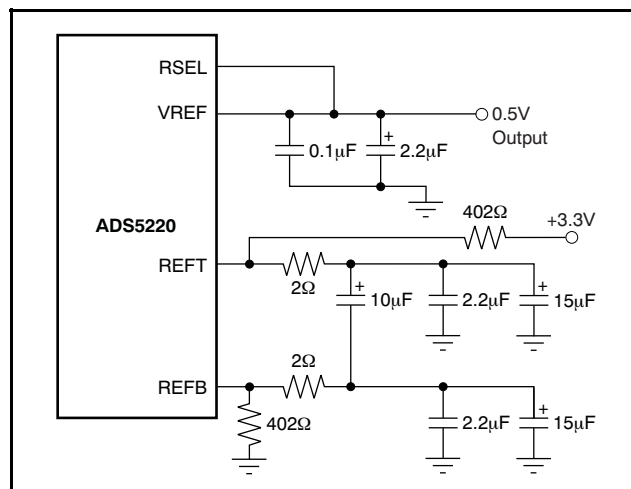 RSEL
VREF
0.5V
Output
0.1μF
+
2.2μF
ADS5220
402Ω
+3.3V
REFT
2Ω
+
10μF
2.2μF
+
15μF
REFB
2Ω
402Ω
2.2μF
+
15μF